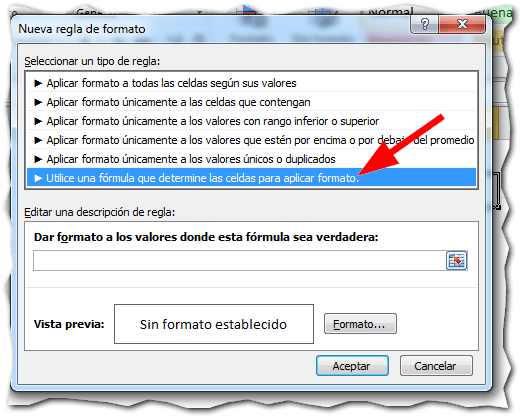 Normal
Nueva regla de formato
Seleccionar un tipo de regla:
► Aplicar formato a todas las celdas según sus valores
► Aplicar formato únicamente a las celdas que contengan
► Aplicar formato únicamente a los valores con rango inferior o superior
► Aplicar formato únicamente a los valores que estén por encima o por debajo del promedio
► Aplicar formato únicamente a los valores únicos o duplicados
► Utilice una fórmula que determine las celdas para aplicar formato.
Editar una descripción de regla:
Dar formato a los valores donde esta fórmula sea verdadera:
Vista previa:
Sin formato establecido
Formato...
Aceptar
Cancelar